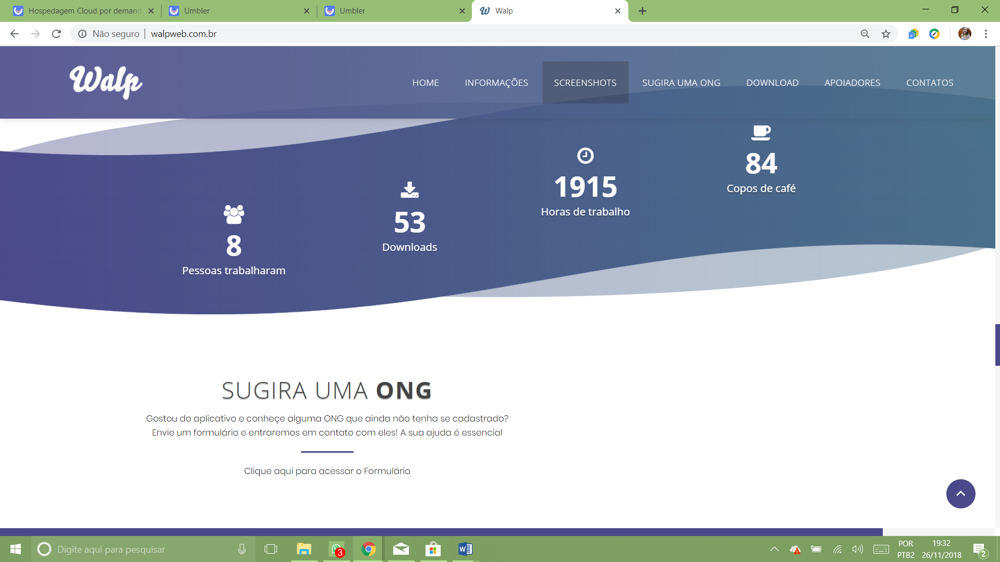 Hospedagem Cloud por demand
Umbler
Umbler
Walp
Não seguro
walpweb.com.br
Walp
HOME
INFORMAÇÕES
SCREENSHOTS
SUGIRA UMA ONG
DOWNLOAD
APOIADORES
CONTATOS
8
Pessoas trabalharam
53
Downloads
1915
Horas de trabalho
84
Copos de café
SUGIRA UMA ONG
Gostou do aplicativo e conheçe alguma ONG que ainda não tenha se cadastrado?
Envie um formulário e entraremos em contato com eles! A sua ajuda é essencial
Clique aqui para acessar o Formulário
Digite aqui para pesquisar
3
POR
PTB2
19:32
26/11/2018
2